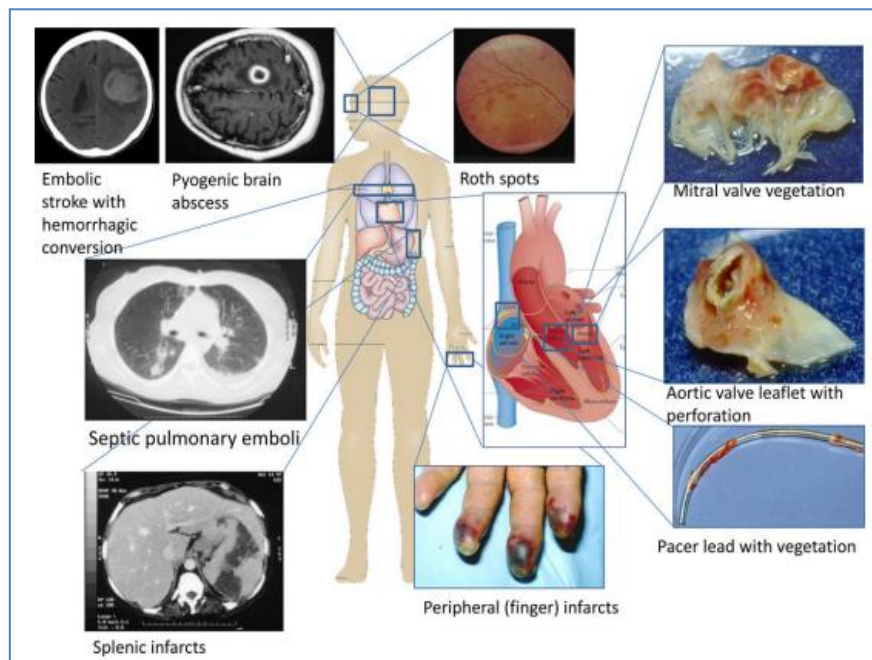 Embolic
stroke with
hemorrhagic
conversion
Pyogenic brain
abscess
Roth spots
Mitral valve vegetation
Septic pulmonary emboli
Aortic valve leaflet with
perforation
Pacer lead with vegetation
Peripheral (finger) infarcts
Splenic infarcts